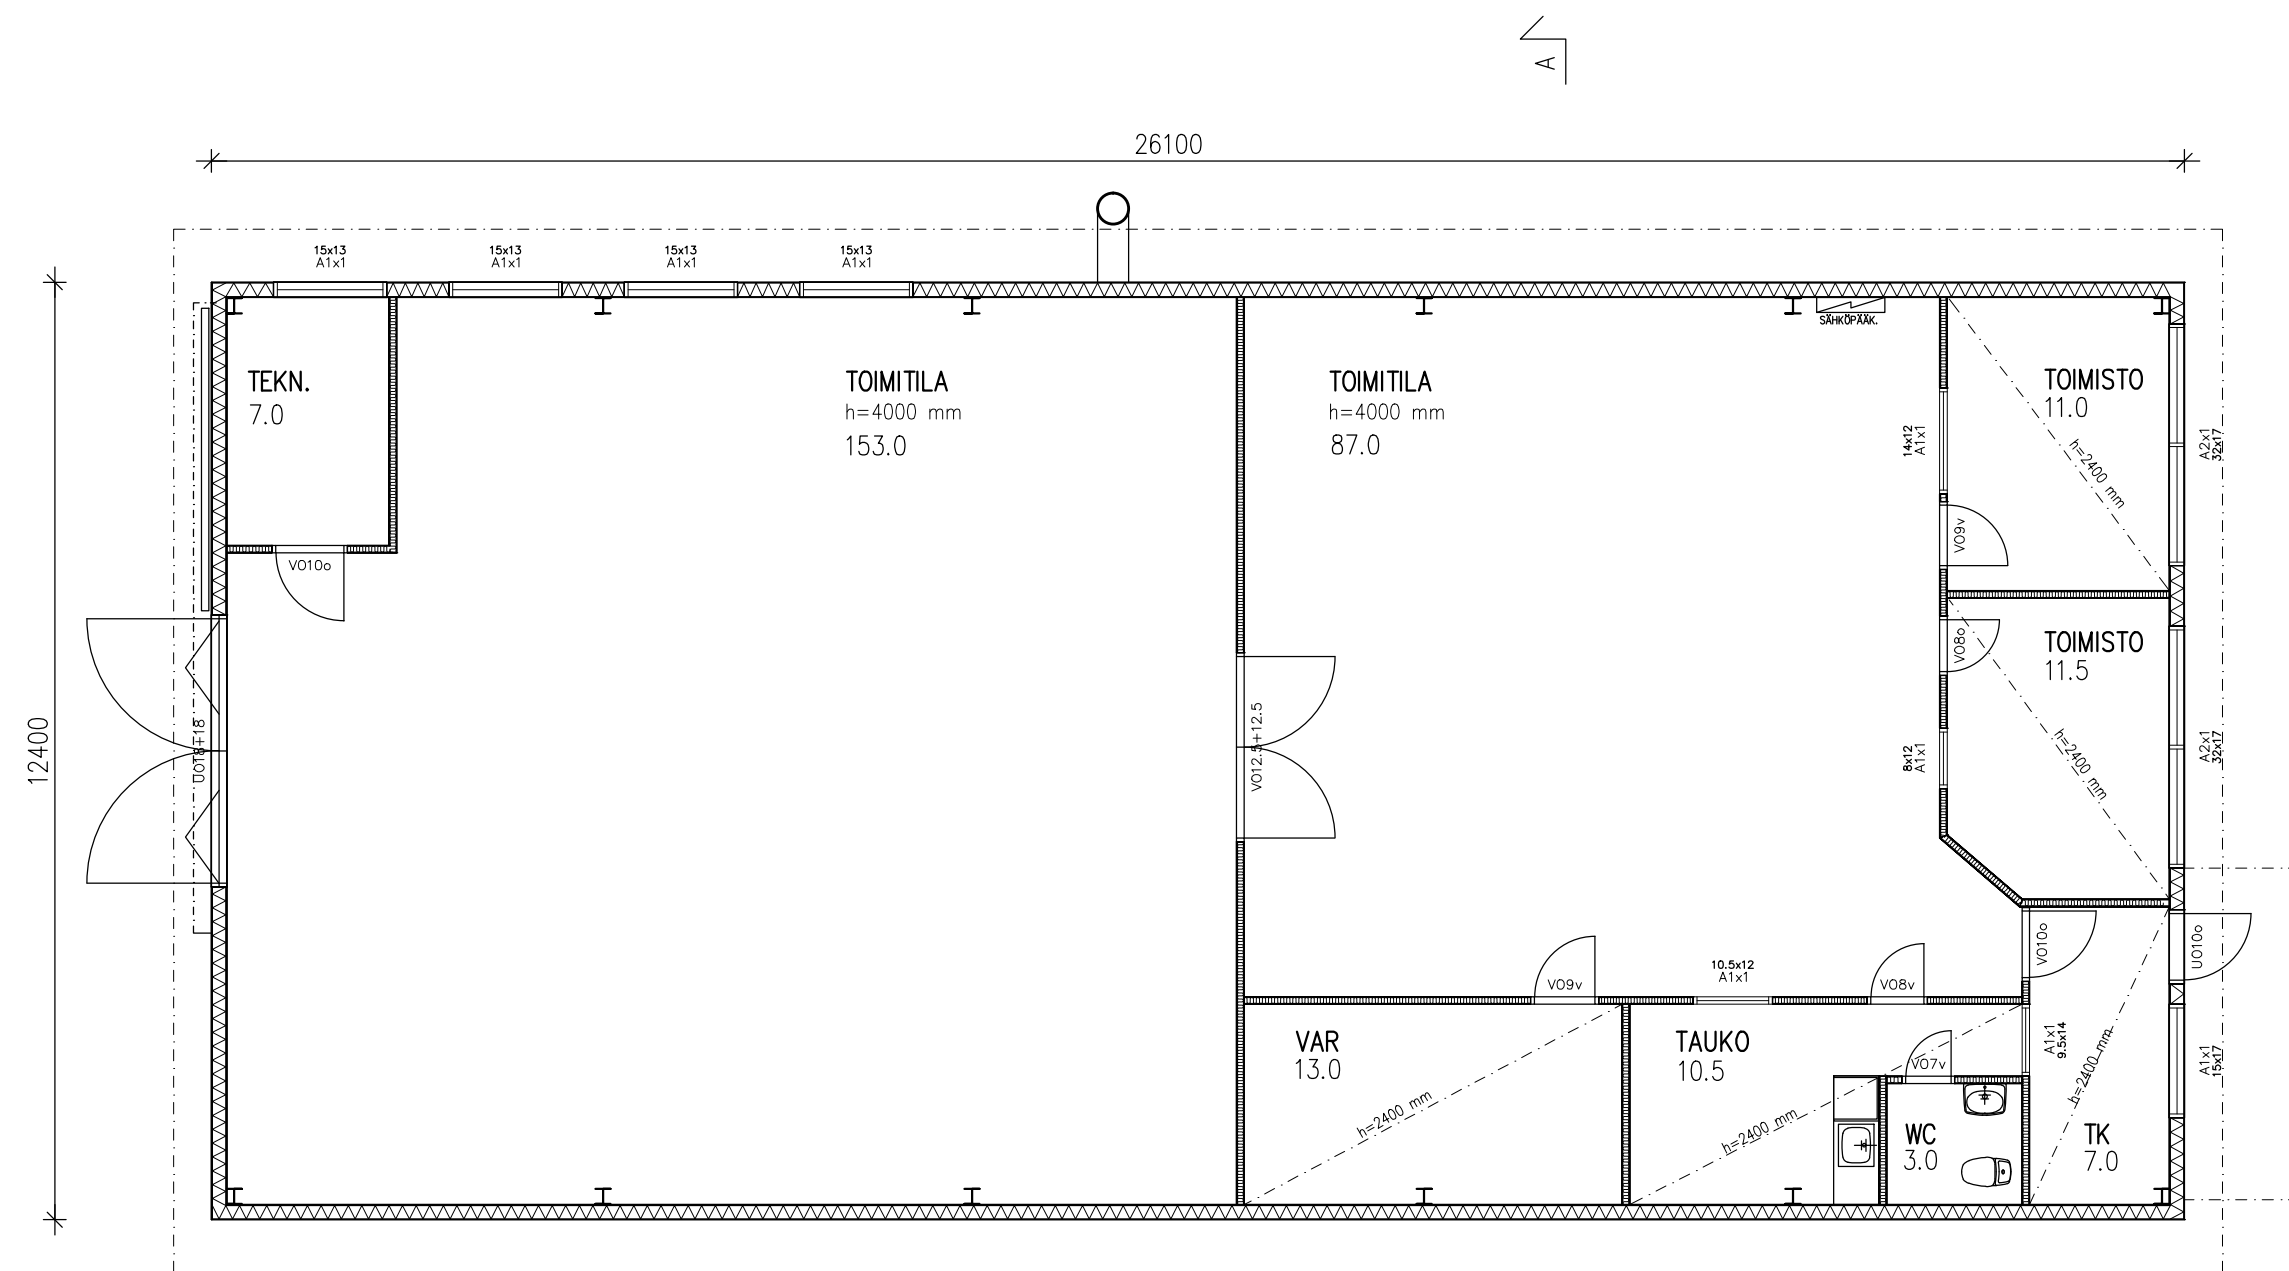 A
26100
15x13
A1x1
15x13
A1x1
15x13
A1x1
15x13
A1x1
SÄHKÖPÄÄK.
TEKN.
7.0
TOIMITILA
h=4000 mm
153.0
TOIMITILA
h=4000 mm
87.0
TOIMISTO
11.0
h=2400 mm
14x12
A1x1
A2x1
32x17
VO9v
VO10o
VO8o
TOIMISTO
11.5
h=2400 mm
8x12
A1x1
A2x1
32x17
12400
UO18+18
VO12.5+12.5
VO10o
UO10o
VO9v
10.5x12
A1x1
VO8v
VAR
13.0
h=2400 mm
TAUKO
10.5
h=2400 mm
VO7v
A1x1
9.5x14
h=2400 mm
A1x1
15x17
WC
3.0
TK
7.0